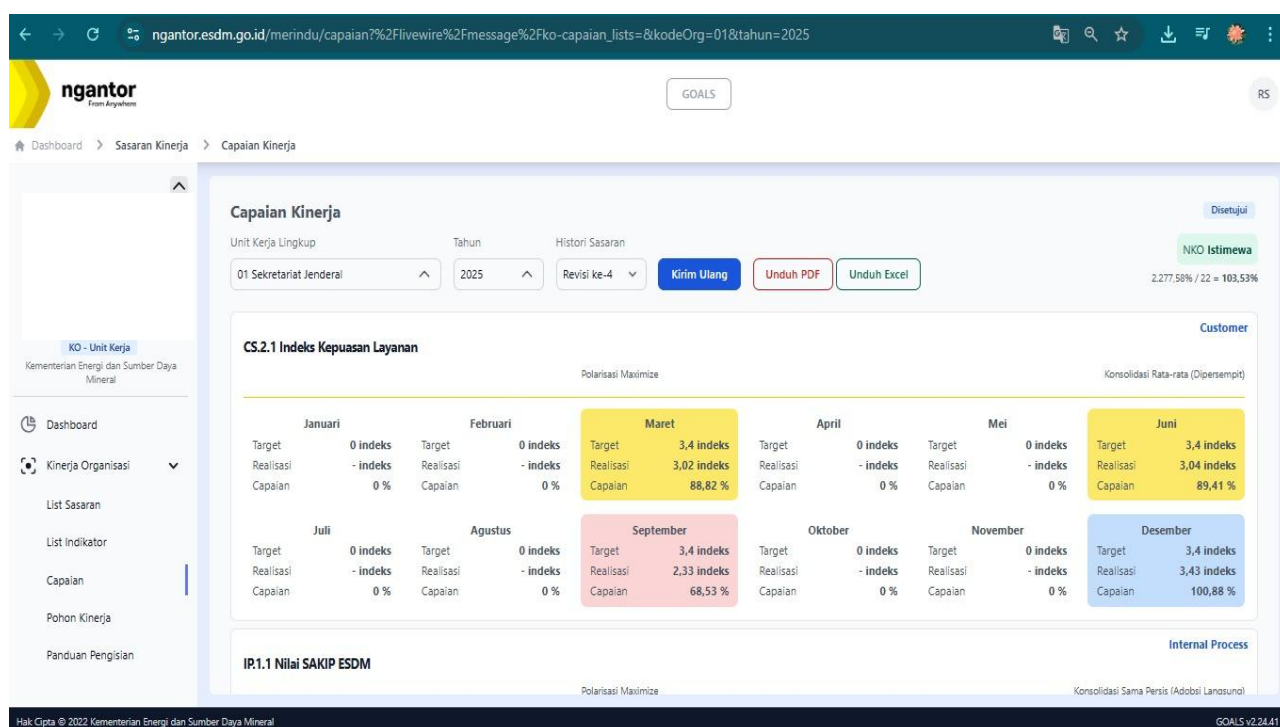 ngantor.esdm.go.id/merindu/capaian?%2Flivewire%2Fmessage%2Fko-capaian_lists=&kodeOrg=01&tahun=2025
ngantor
From Anywhere
GOALS
RS
Dashboard > Sasaran Kinerja > Capaian Kinerja
KO - Unit Kerja
Kementerian Energi dan Sumber Daya
Mineral
Dashboard
Kinerja Organisasi
List Sasaran
List Indikator
Capaian
Pohon Kinerja
Panduan Pengisian
Capaian Kinerja
Disetujui
Unit Kerja Lingkup Tahun Histori Sasaran
01 Sekretariat Jenderal 2025 Revisi ke-4 Kirim Ulang Unduh PDF Unduh Excel
NKO Istimewa
2.277,58% / 22 = 103,53%
Customer
CS.2.1 Indeks Kepuasan Layanan
Polarisasi Maximize Konsolidasi Rata-rata (Dipersempit)
Januari Februari Maret April Mei Juni
Target 0 indeks Target 0 indeks Target 3,4 indeks Target 0 indeks Target 0 indeks Target 3,4 indeks
Realisasi - indeks Realisasi - indeks Realisasi 3,02 indeks Realisasi - indeks Realisasi - indeks Realisasi 3,04 indeks
Capaian 0 % Capaian 0 % Capaian 88,82 % Capaian 0 % Capaian 0 % Capaian 89,41 %
Juli Agustus September Oktober November Desember
Target 0 indeks Target 0 indeks Target 3,4 indeks Target 0 indeks Target 0 indeks Target 3,4 indeks
Realisasi - indeks Realisasi - indeks Realisasi 2,33 indeks Realisasi - indeks Realisasi - indeks Realisasi 3,43 indeks
Capaian 0 % Capaian 0 % Capaian 68,53 % Capaian 0 % Capaian 0 % Capaian 100,88 %
Internal Process
IP.1.1 Nilai SAKIP ESDM
Polarisasi Maximize Konsolidasi Sama Persis (Adobsi Langsung)
Hak Cipta © 2022 Kementerian Energi dan Sumber Daya Mineral GOALS v2.24.41